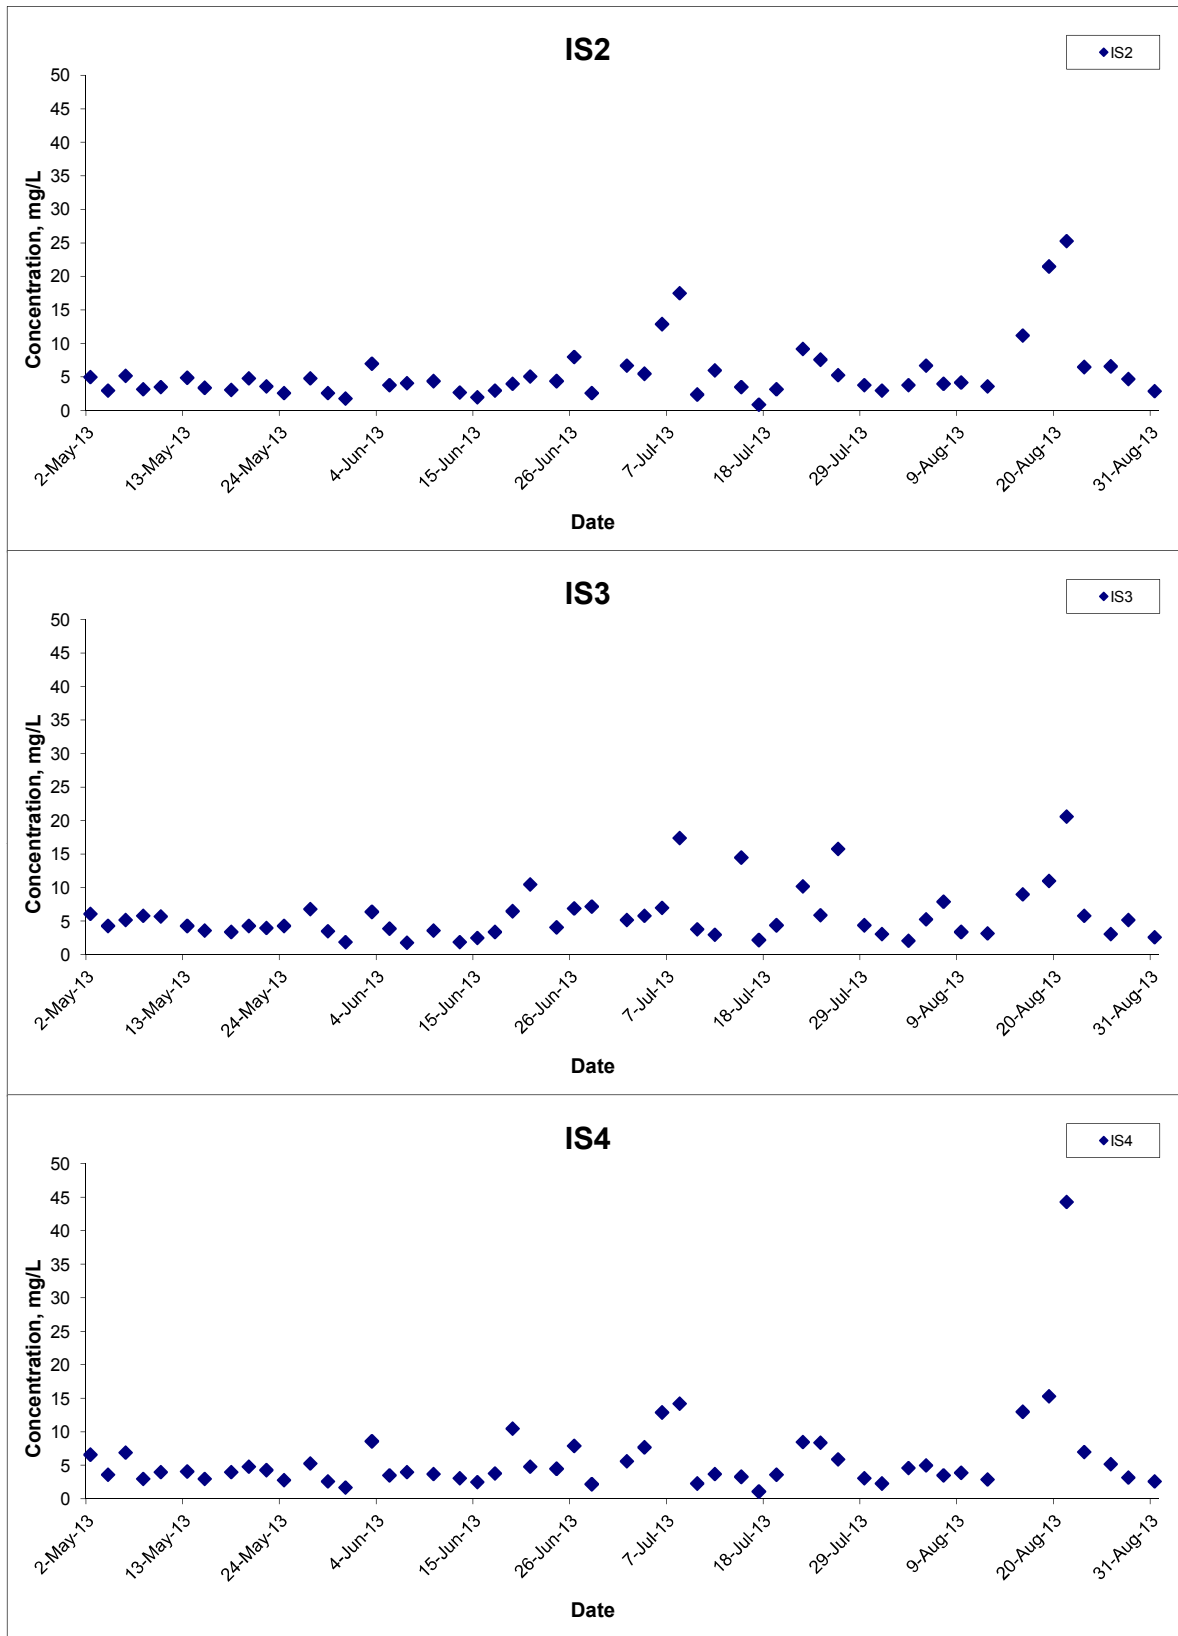 IS2
IS2
50
45
40
35
30
25
20
15
10
5
0
Concentration, mg/L
2-May-13
13-May-13
24-May-13
4-Jun-13
15-Jun-13
26-Jun-13
7-Jul-13
18-Jul-13
29-Jul-13
9-Aug-13
20-Aug-13
31-Aug-13
Date
IS3
IS3
50
45
40
35
30
25
20
15
10
5
0
Concentration, mg/L
2-May-13
13-May-13
24-May-13
4-Jun-13
15-Jun-13
26-Jun-13
7-Jul-13
18-Jul-13
29-Jul-13
9-Aug-13
20-Aug-13
31-Aug-13
Date
IS4
IS4
50
45
40
35
30
25
20
15
10
5
0
Concentration, mg/L
2-May-13
13-May-13
24-May-13
4-Jun-13
15-Jun-13
26-Jun-13
7-Jul-13
18-Jul-13
29-Jul-13
9-Aug-13
20-Aug-13
31-Aug-13
Date